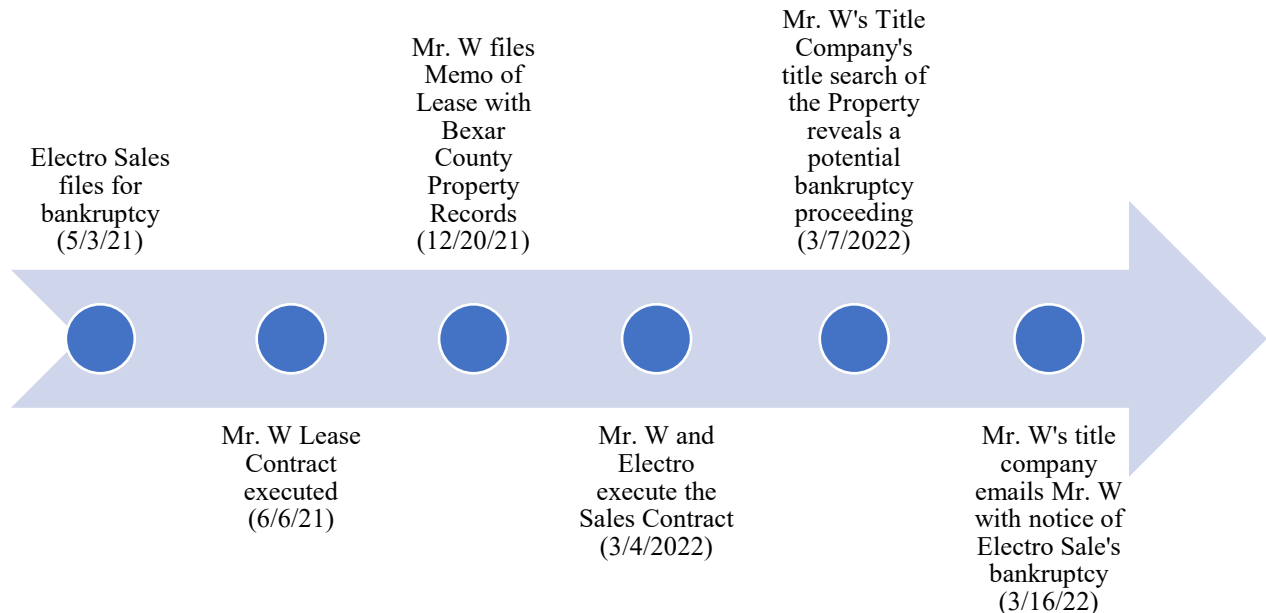 Electro Sales
files for
bankruptcy
(5/3/21)
Mr. W Lease
Contract
executed
(6/6/21)
Mr. W files
Memo of
Lease with
Bexar
County
Property
Records
(12/20/21)
Mr. W and
Electro
execute the
Sales Contract
(3/4/2022)
Mr. W's Title
Company's
title search of
the Property
reveals a
potential
bankruptcy
proceeding
(3/7/2022)
Mr. W's title
company
emails Mr. W
with notice of
Electro Sale's
bankruptcy
(3/16/22)